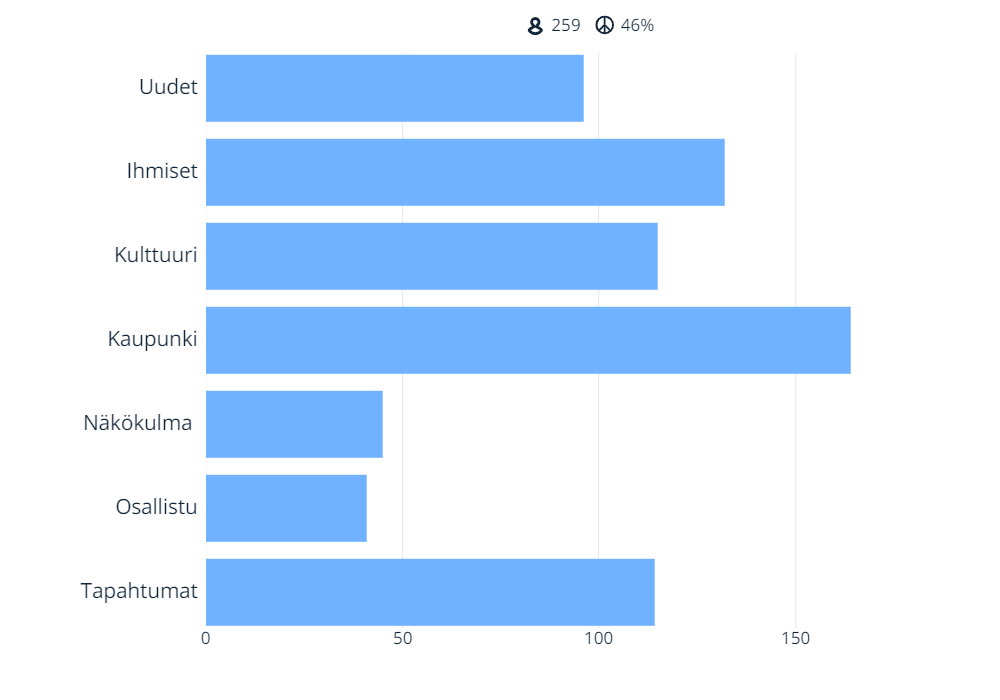 259 46%
Uudet
Ihmiset
Kulttuuri
Kaupunki
Näkökulma
Osallistu
Tapahtumat
0 50 100 150